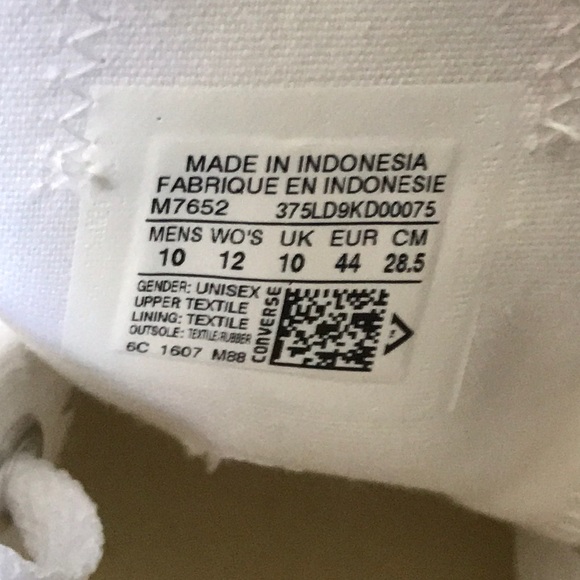 MADE IN INDONESIA
FABRIQUE EN INDONESIE
M7652 375LD9KD00075
MENS WO'S UK EUR CM
10 12 10 44 28.5
GENDER: UNISEX
UPPER TEXTILE
LINING: TEXTILE
OUTSOLE: TEXTILE:RUBBER
6C 1607 M88
CONVERSE